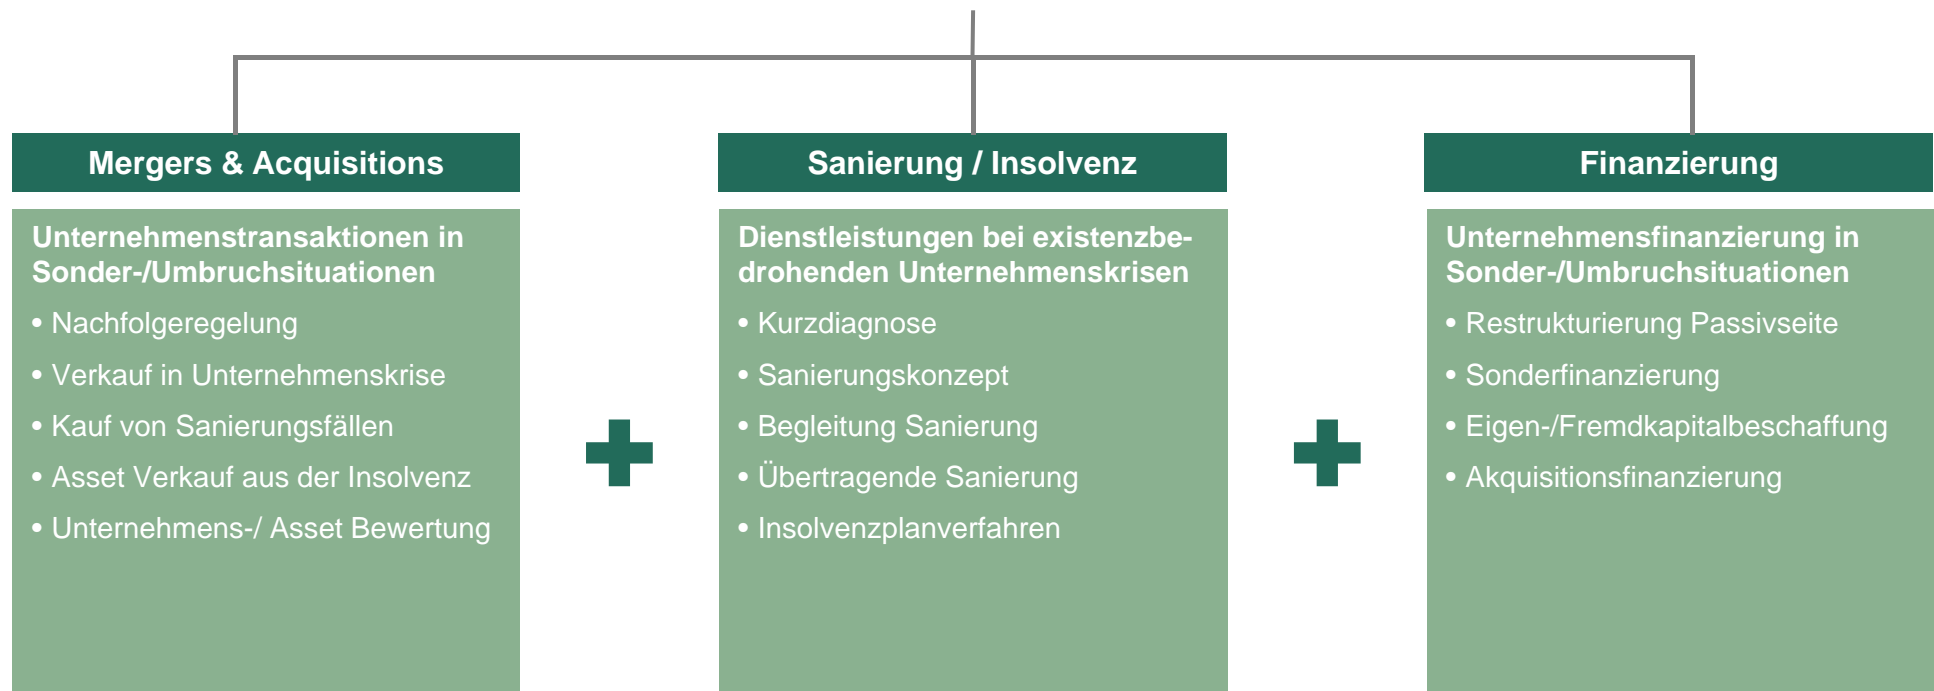 Mergers & Acquisitions
Unternehmenstransaktionen in
Sonder-/Umbruchsituationen
• Nachfolgeregelung
• Verkauf in Unternehmenskrise
• Kauf von Sanierungsfällen
• Asset Verkauf aus der Insolvenz
• Unternehmens-/ Asset Bewertung
Sanierung / Insolvenz
Dienstleistungen bei existenzbe-
drohenden Unternehmenskrisen
• Kurzdiagnose
• Sanierungskonzept
• Begleitung Sanierung
• Übertragende Sanierung
• Insolvenzplanverfahren
Finanzierung
Unternehmensfinanzierung in
Sonder-/Umbruchsituationen
• Restrukturierung Passivseite
• Sonderfinanzierung
• Eigen-/Fremdkapitalbeschaffung
• Akquisitionsfinanzierung